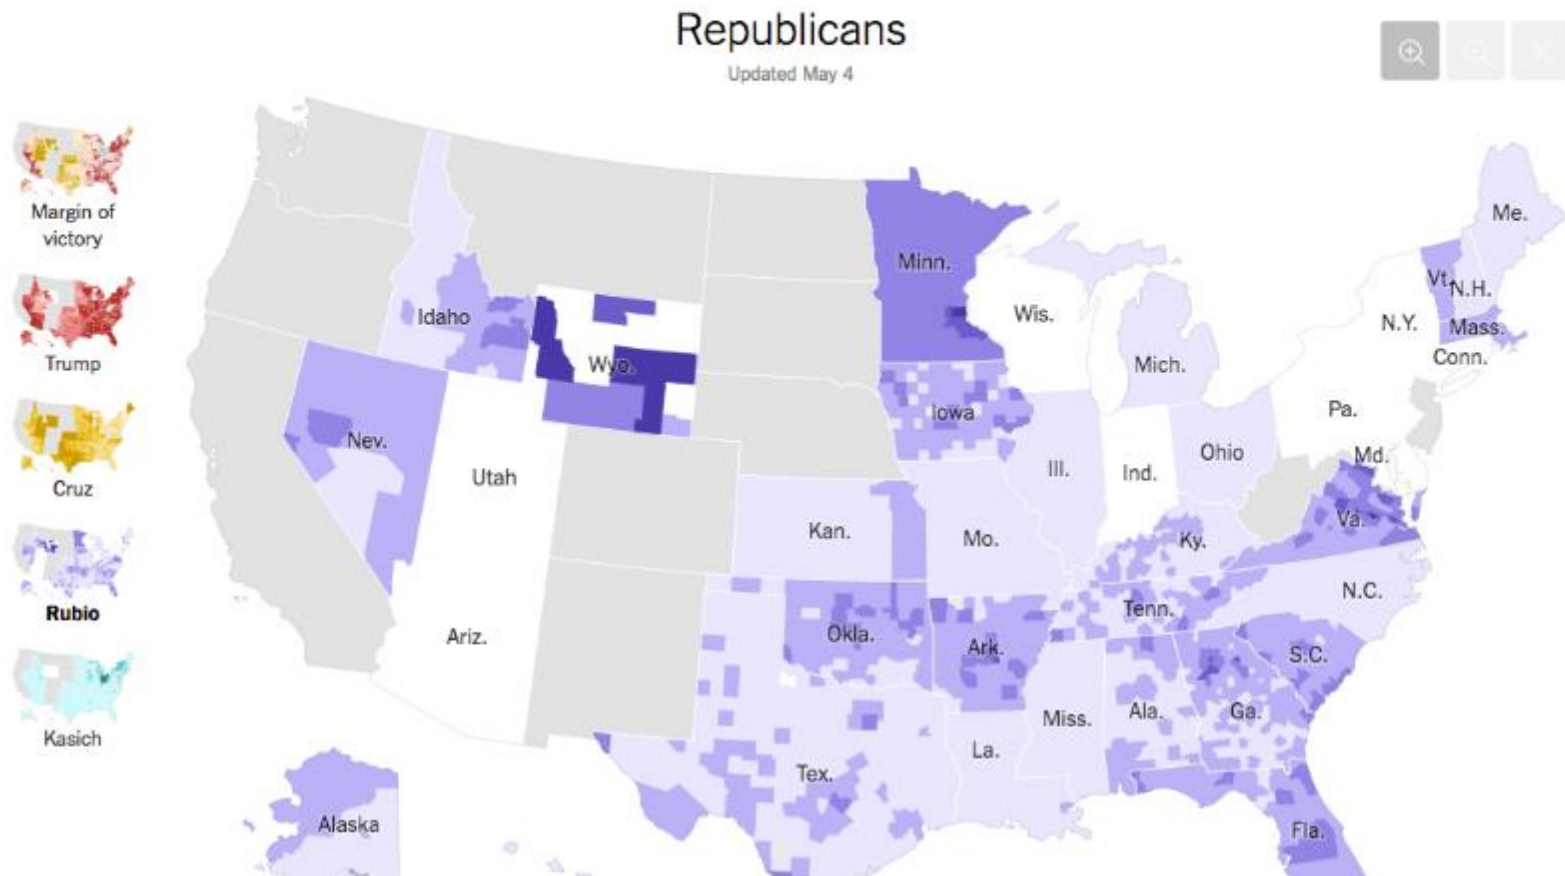 Republicans
Updated May 4
Margin of
victory
Trump
Cruz
Rubio
Kasich
Me.
Minn.
Vt.
N.H.
Idaho
Wis.
N.Y.
Mass.
Wyo.
Mich.
Conn.
Iowa
Pa.
Nev.
Ohio
Md.
Utah
Ill.
Ind.
Kan.
Mo.
Ky.
Va.
N.C.
Ariz.
Okla.
Ark.
Tenn.
S.C.
Miss.
Ala.
Ga.
La.
Tex.
Alaska
Fla.